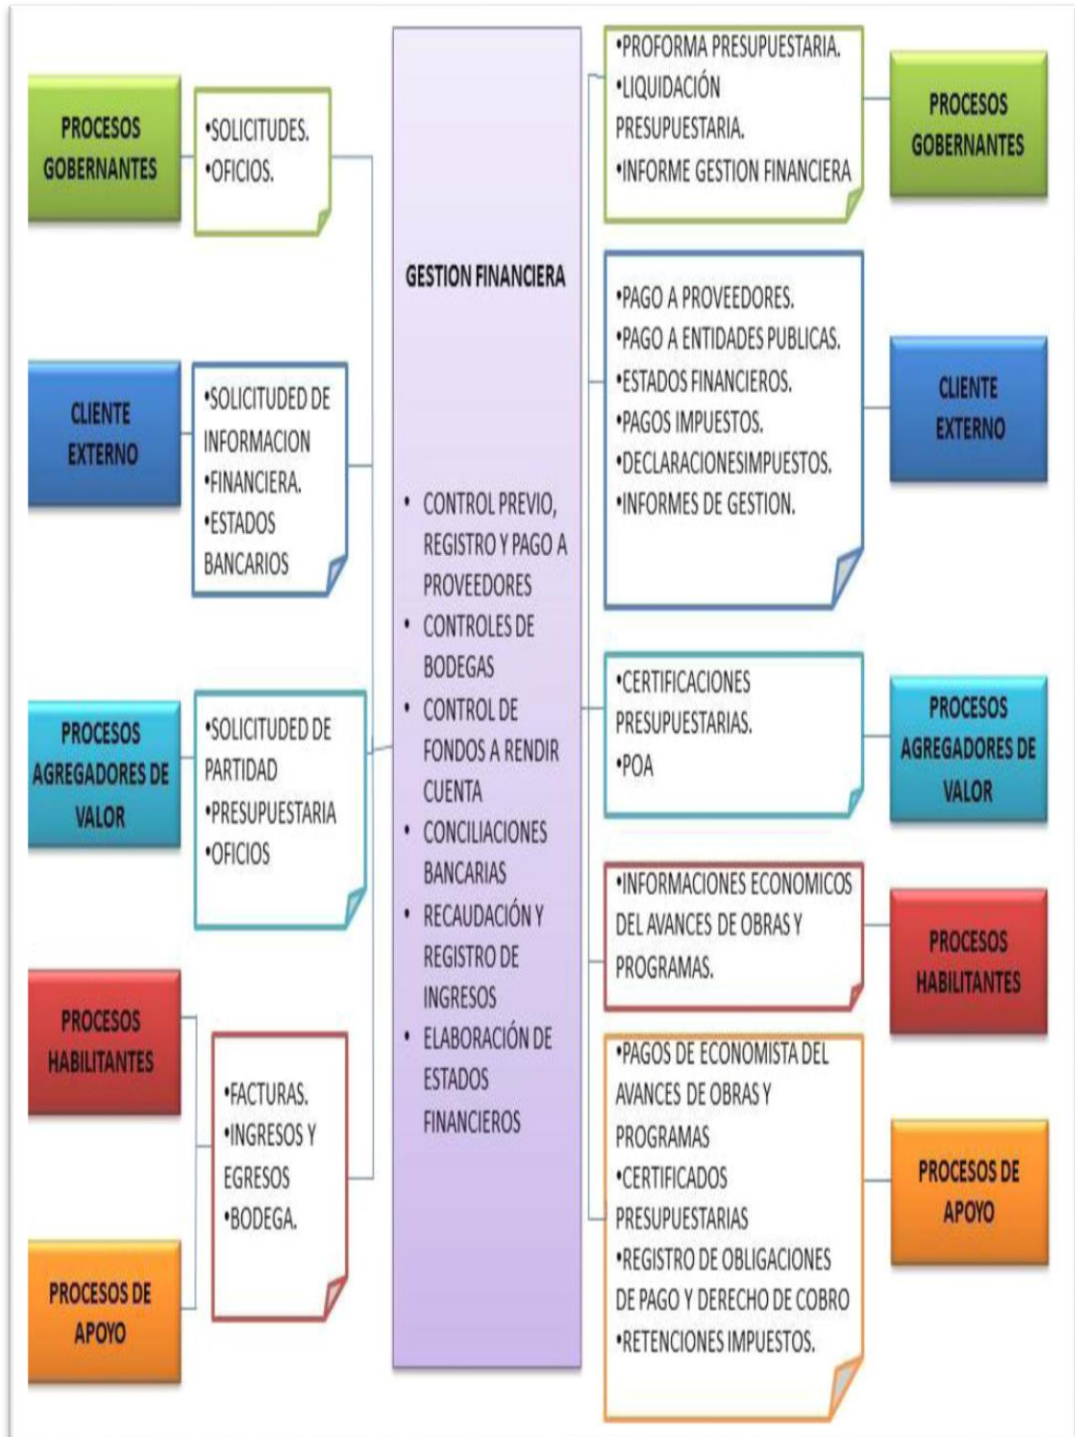 PROCESOS
GOBERNANTES
•SOLICITUDES.
•OFICIOS.
CLIENTE
EXTERNO
•SOLICITUDED DE
INFORMACION
•FINANCIERA.
•ESTADOS
BANCARIOS
PROCESOS
AGREGADORES DE
VALOR
•SOLICITUDED DE
PARTIDAD
•PRESUPUESTARIA
•OFICIOS
PROCESOS
HABILITANTES
PROCESOS DE
APOYO
•FACTURAS.
•INGRESOS Y
EGRESOS
•BODEGA.
GESTION FINANCIERA
• CONTROL PREVIO,
REGISTRO Y PAGO A
PROVEEDORES
• CONTROLES DE
BODEGAS
• CONTROL DE
FONDOS A RENDIR
CUENTA
• CONCILIACIONES
BANCARIAS
• RECAUDACIÓN Y
REGISTRO DE
INGRESOS
• ELABORACIÓN DE
ESTADOS
FINANCIEROS
•PROFORMA PRESUPUESTARIA.
•LIQUIDACIÓN
PRESUPUESTARIA.
•INFORME GESTION FINANCIERA
PROCESOS
GOBERNANTES
•PAGO A PROVEEDORES.
•PAGO A ENTIDADES PUBLICAS.
•ESTADOS FINANCIEROS.
•PAGOS IMPUESTOS.
•DECLARACIONESIMPUESTOS.
•INFORMES DE GESTION.
CLIENTE
EXTERNO
•CERTIFICACIONES
PRESUPUESTARIAS.
•POA
PROCESOS
AGREGADORES DE
VALOR
•INFORMACIONES ECONOMICOS
DEL AVANCES DE OBRAS Y
PROGRAMAS.
PROCESOS
HABILITANTES
•PAGOS DE ECONOMISTA DEL
AVANCES DE OBRAS Y
PROGRAMAS
•CERTIFICADOS
PRESUPUESTARIAS
•REGISTRO DE OBLIGACIONES
DE PAGO Y DERECHO DE COBRO
•RETENCIONES IMPUESTOS.
PROCESOS DE
APOYO